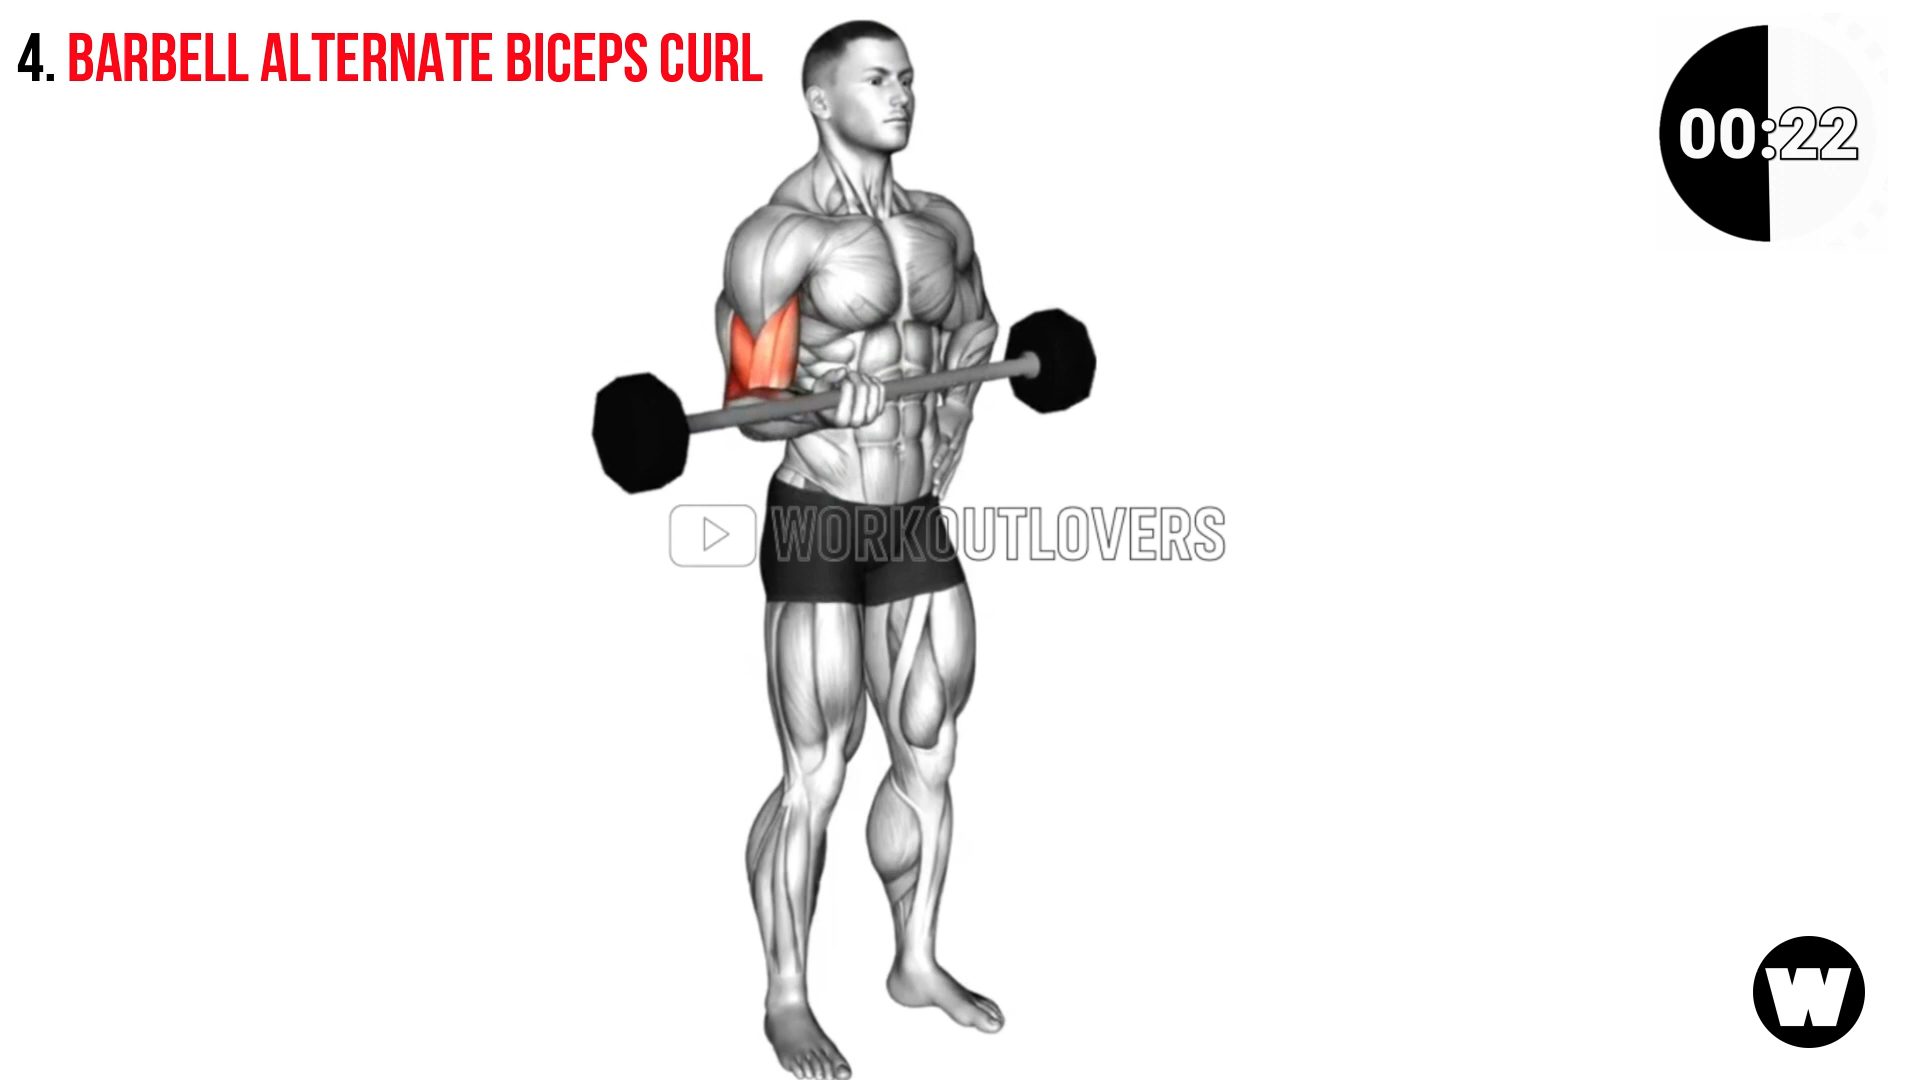 4. BARBELL ALTERNATE BICEPS CURL
00:22
WORKOUTLOVERS
W